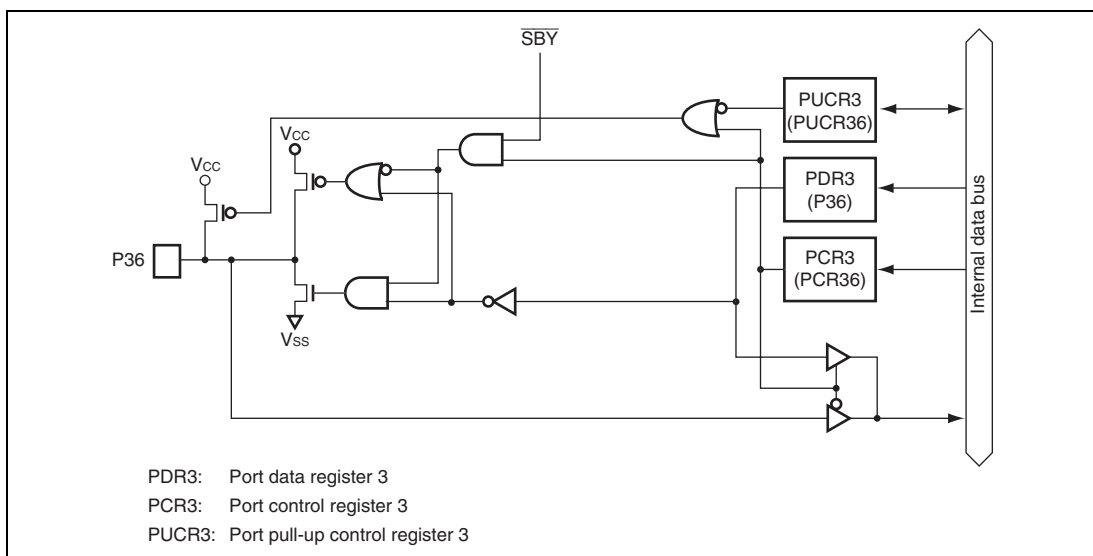 SBY
PUCR3
(PUCR36)
VCC
VCC
PDR3
(P36)
P36
PCR3
(PCR36)
Internal data bus
VSS
PDR3: Port data register 3
PCR3: Port control register 3
PUCR3: Port pull-up control register 3